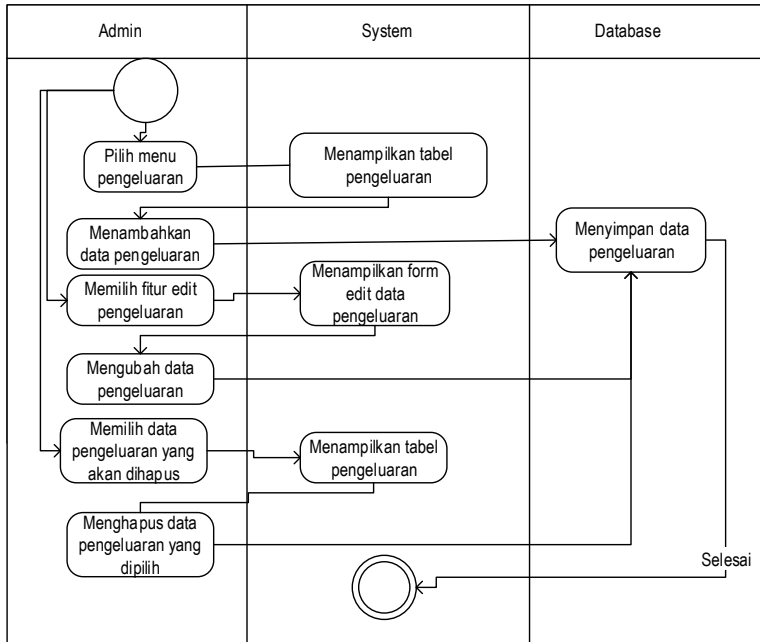 Admin
System
Database
Pilih menu
pengeluaran
Menampilkan tabel
pengeluaran
Menambahkan
data pengeluaran
Menyimpan data
pengeluaran
Memilih fitur edit
pengeluaran
Menampilkan form
edit data
pengeluaran
Mengubah data
pengeluaran
Memilih data
pengeluaran yang
akan dihapus
Menampilkan tabel
pengeluaran
Menghapus data
pengeluaran yang
dipilih
Selesai